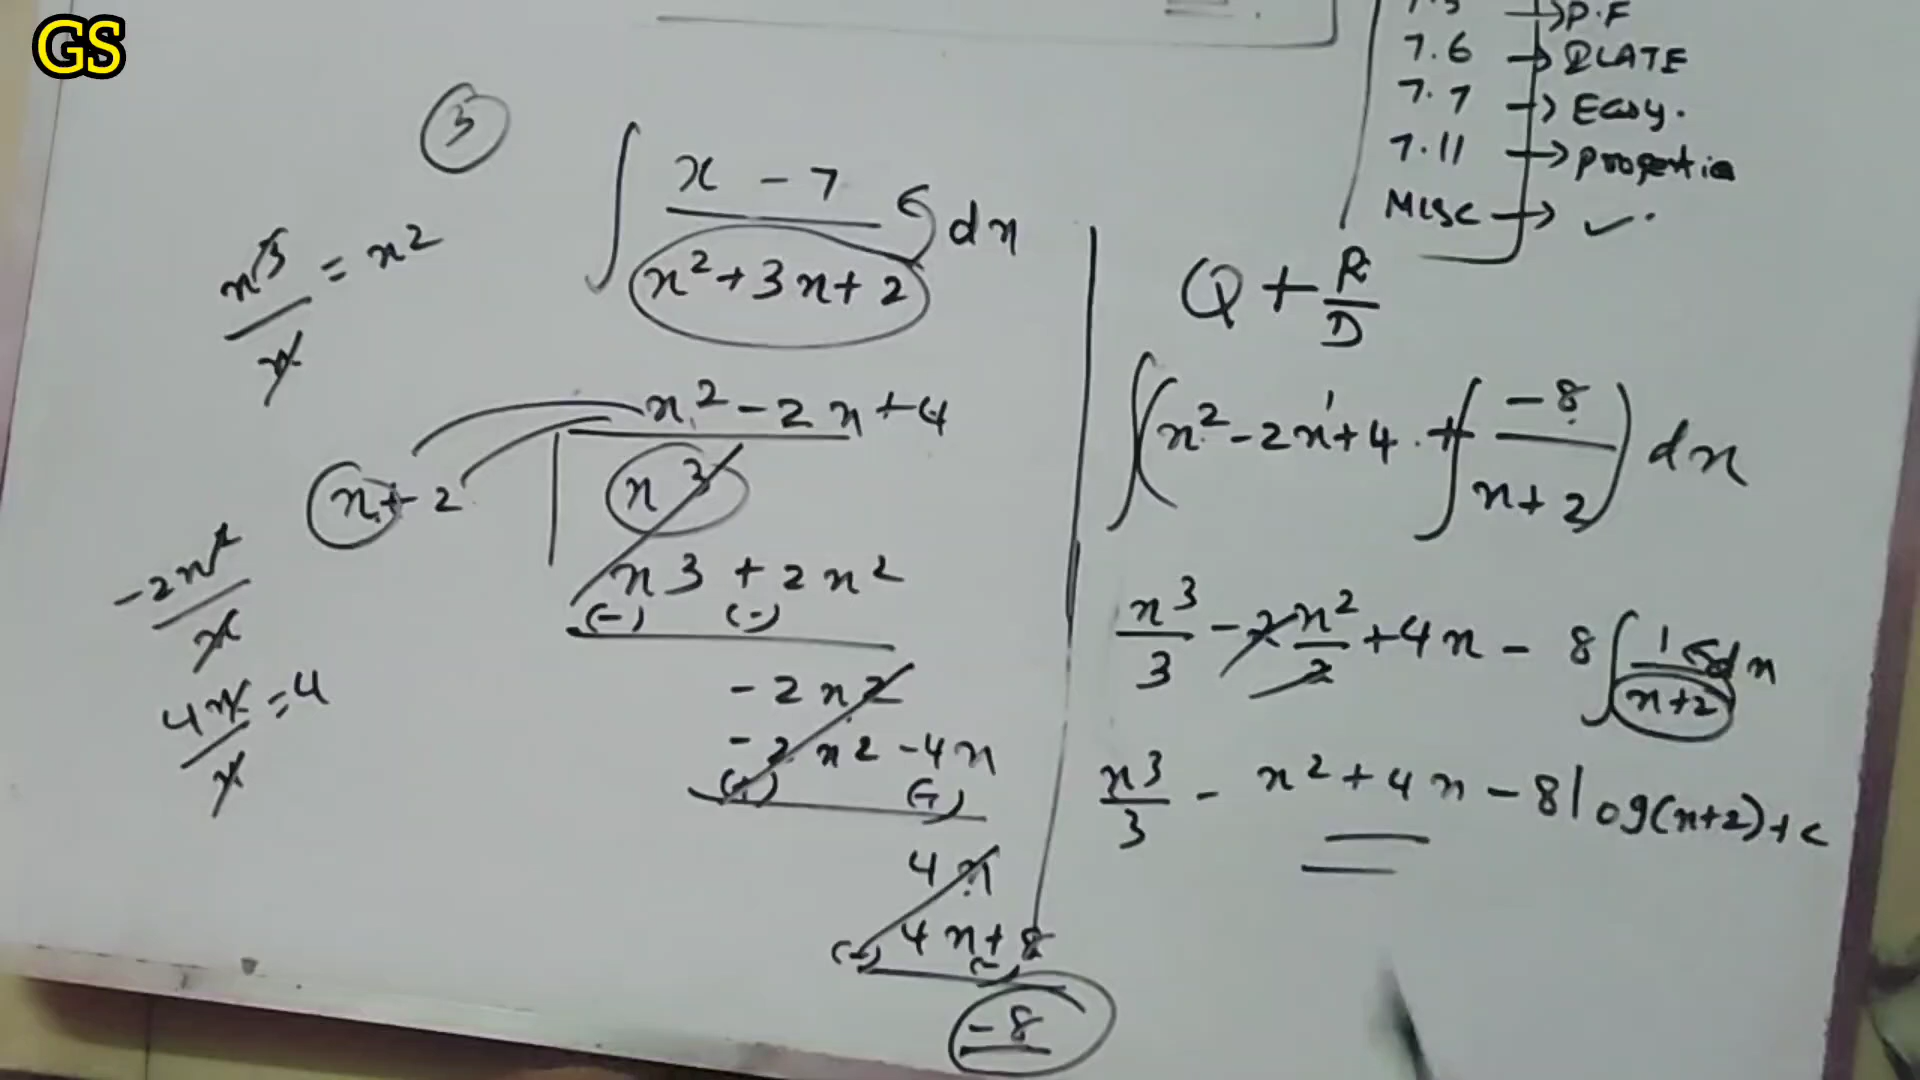 GS
7.5 → P.F
7.6 → ILATE
7.7 → Easy.
7.11 → propertie
Misc → ✓
③
∫ x - 7 / x² + 3x + 2 dx
x³ / x = x²
x² - 2x + 4
x + 2
x³
x³ + 2x²
(-) (-)
-2x² / x
- 2x²
- 2x² - 4x
(+) (+)
4x / x = 4
4x
4x + 8
(-) (-)
-8
Q + R/D
∫(x² - 2x¹ + 4 + ∫ -8 / x + 2) dx
x³/3 - 2x²/2 + 4x - 8 ∫ 1 / x+2 dx
x³/3 - x² + 4x - 8 log(x+2) + c